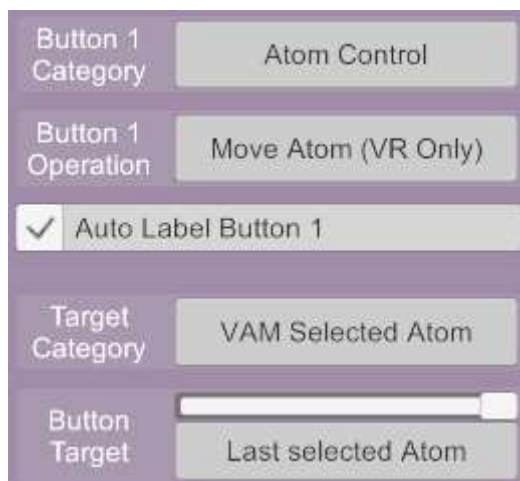 Button 1
Category
Atom Control
Button 1
Operation
Move Atom (VR Only)
Auto Label Button 1
Target
Category
VAM Selected Atom
Button
Target
Last selected Atom